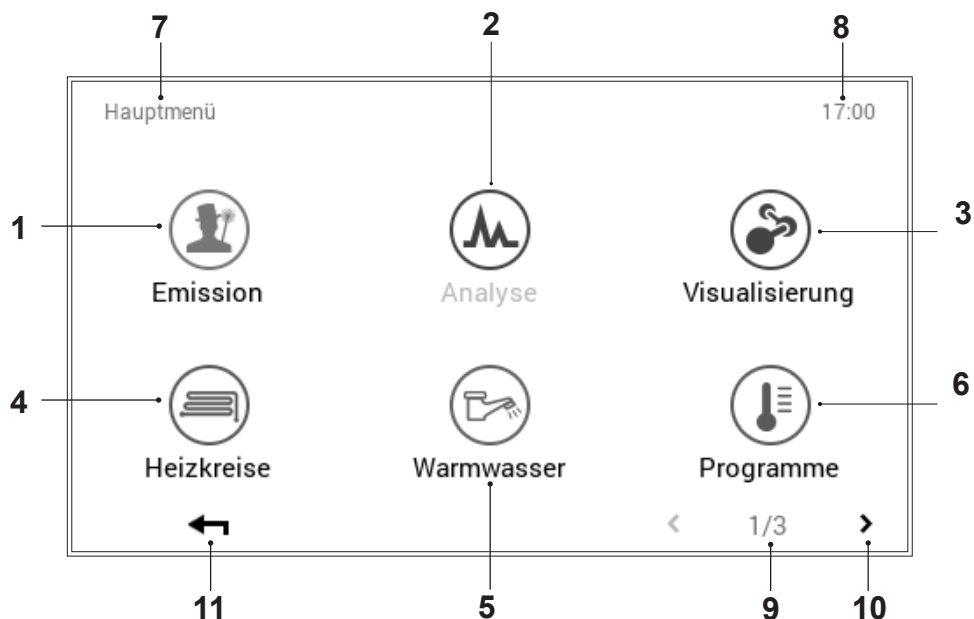 7 2 8
Hauptmenü 17:00
1 3
Emission Analyse Visualisierung
4 6
Heizkreise Warmwasser Programme
< 1/3 >
11 5 9 10